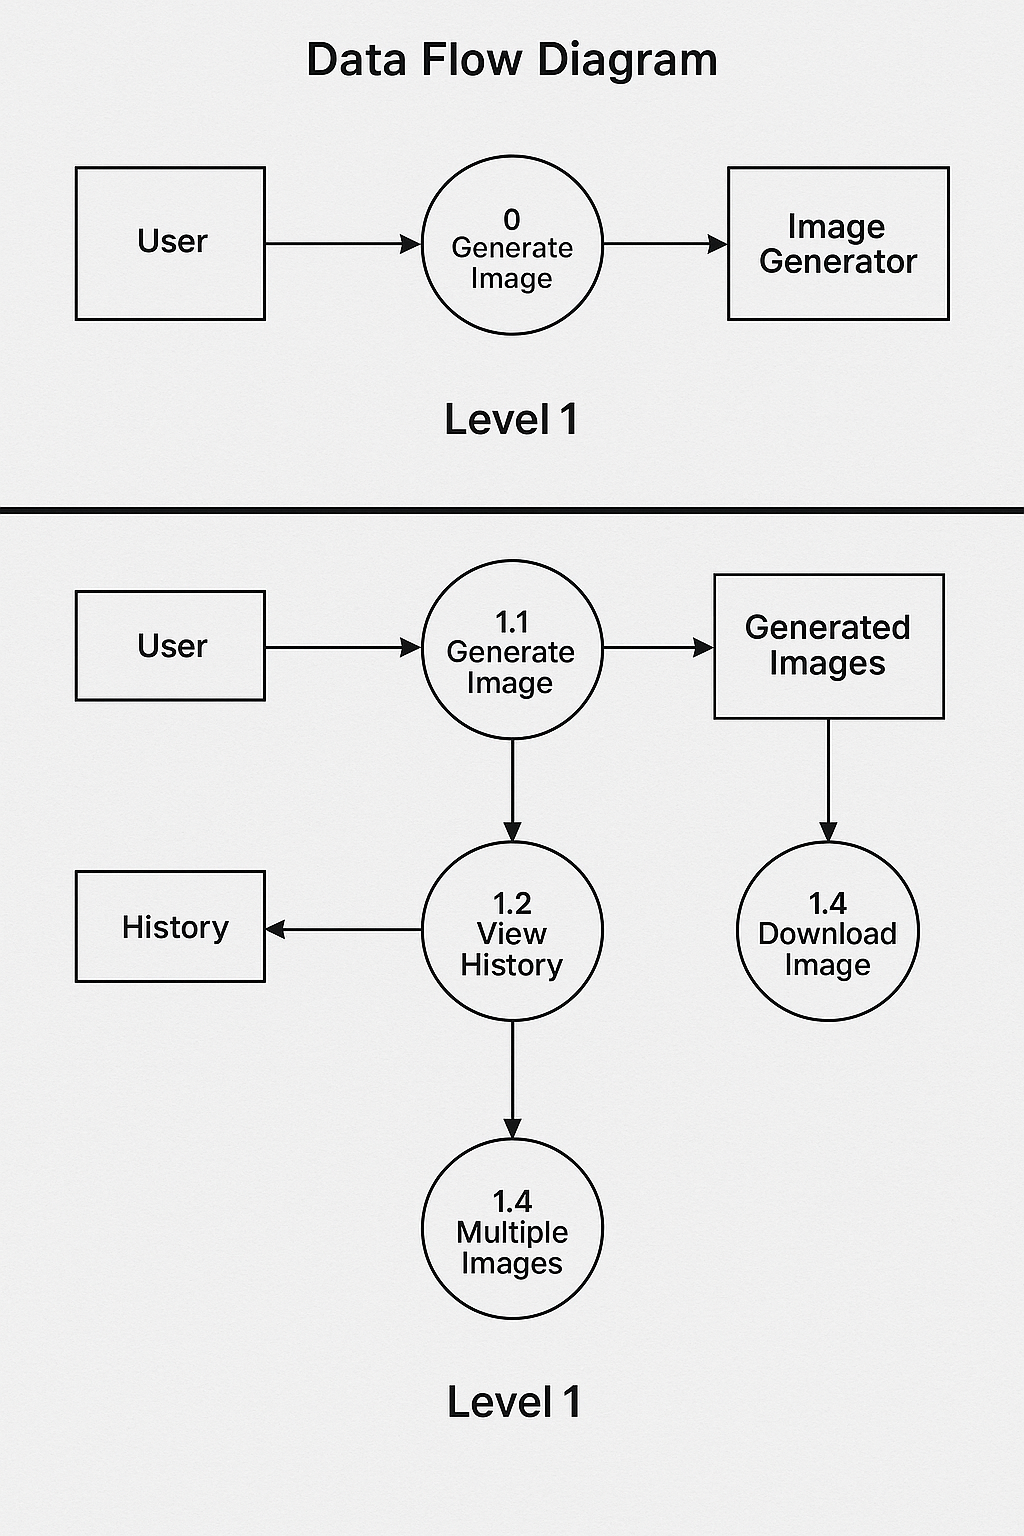 Data Flow Diagram
User
0
Generate
Image
Image
Generator
Level 1
User
1.1
Generate
Image
Generated
Images
History
1.2
View
History
1.4
Download
Image
1.4
Multiple
Images
Level 1